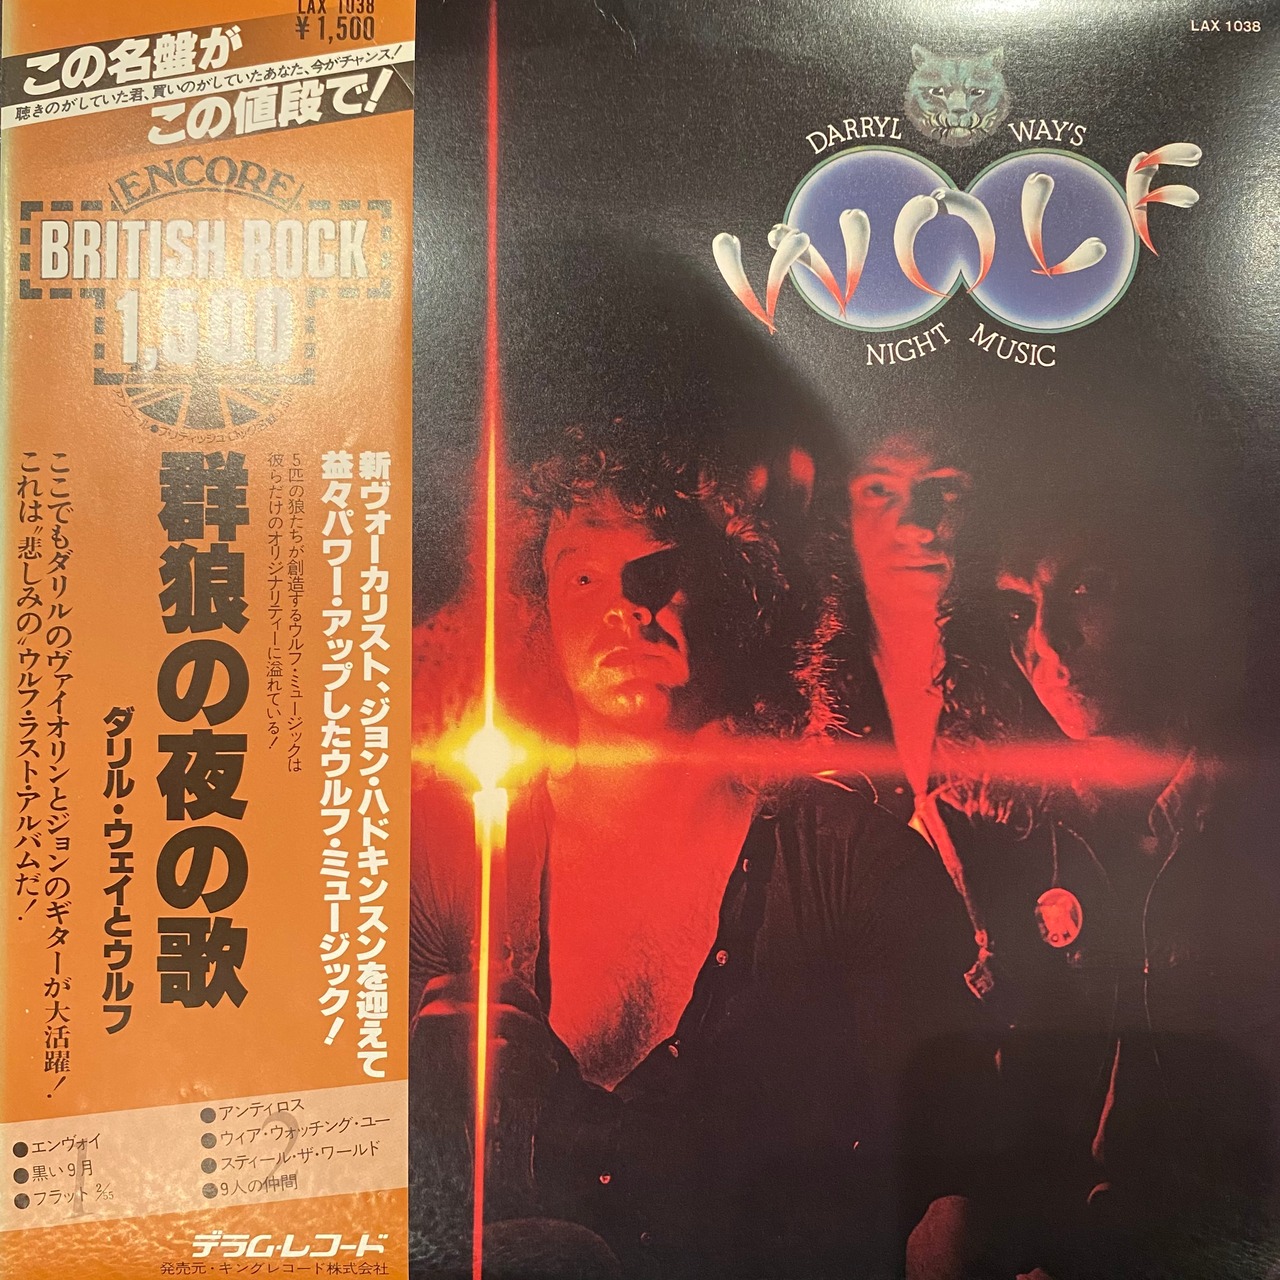 LAX 1038
¥1,500
この名盤が
聴きのがしていた君、買いのがしていたあなた、今がチャンス!
この値段で!
ENCORE
BRITISH ROCK
1,500
新ヴォーカリスト、ジョン・ハドキンスンを迎えて
益々パワー・アップしたウルフ・ミュージック!
5匹の狼たちが創造するウルフ・ミュージックは
彼らだけのオリジナリティーに溢れている!
群狼の夜の歌
ダリル・ウェイとウルフ
ここでもダリルのヴァイオリンとジョンのギターが大活躍!
これは“悲しみの”ウルフ・ラスト・アルバムだ!
1
●エンヴォイ
●黒い9月
●フラット 2/55
2
●アンティロス
●ウィア・ウォッチング・ユー
●スティール・ザ・ワールド
●9人の仲間
デラム・レコード
発売元・キングレコード株式会社
LAX 1038
DARRYL WAY'S
WOLF
NIGHT MUSIC